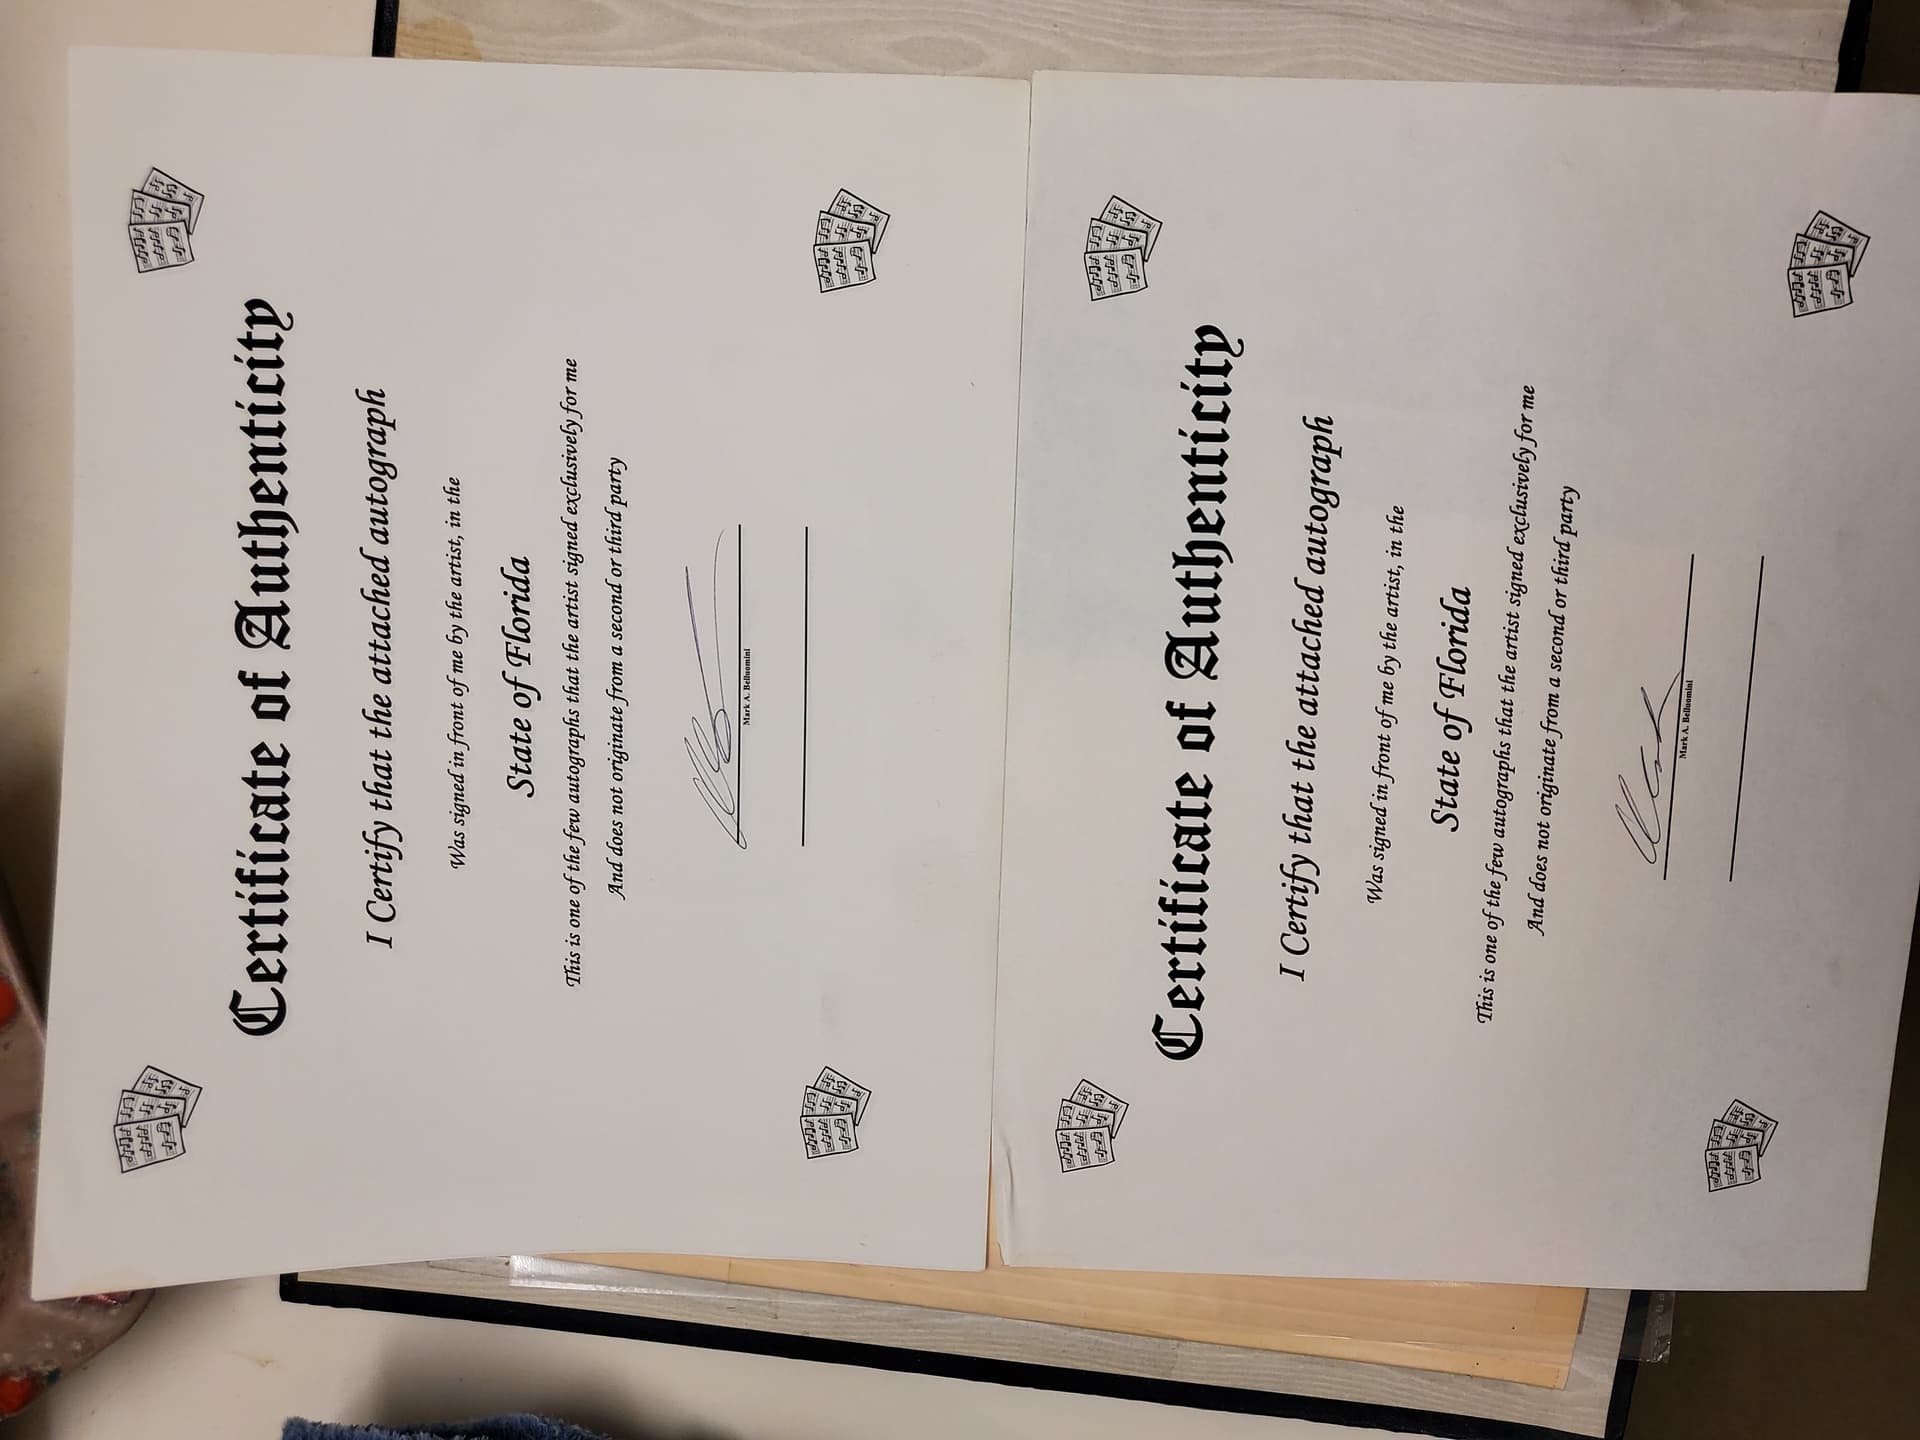 Certificate of Authenticity
I Certify that the attached autograph
Was signed in front of me by the artist, in the
State of Florida
This is one of the few autographs that the artist signed exclusively for me
And does not originate from a second or third party
Mark A. Belluomini
Certificate of Authenticity
I Certify that the attached autograph
Was signed in front of me by the artist, in the
State of Florida
This is one of the few autographs that the artist signed exclusively for me
And does not originate from a second or third party
Mark A. Belluomini